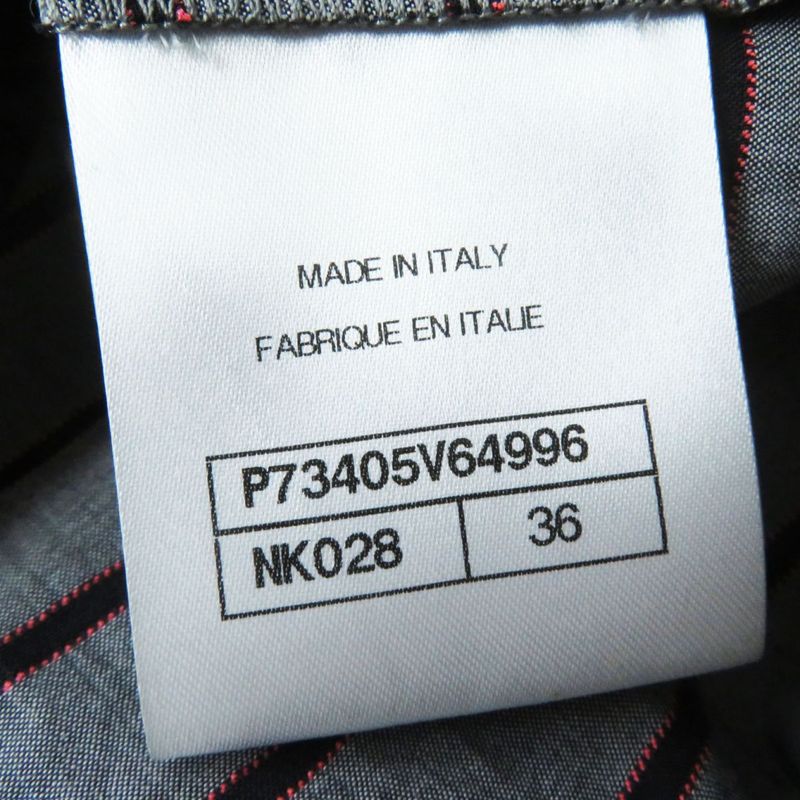 MADE IN ITALY
FABRIQUE EN ITALIE
P73405V64996
NK028 36